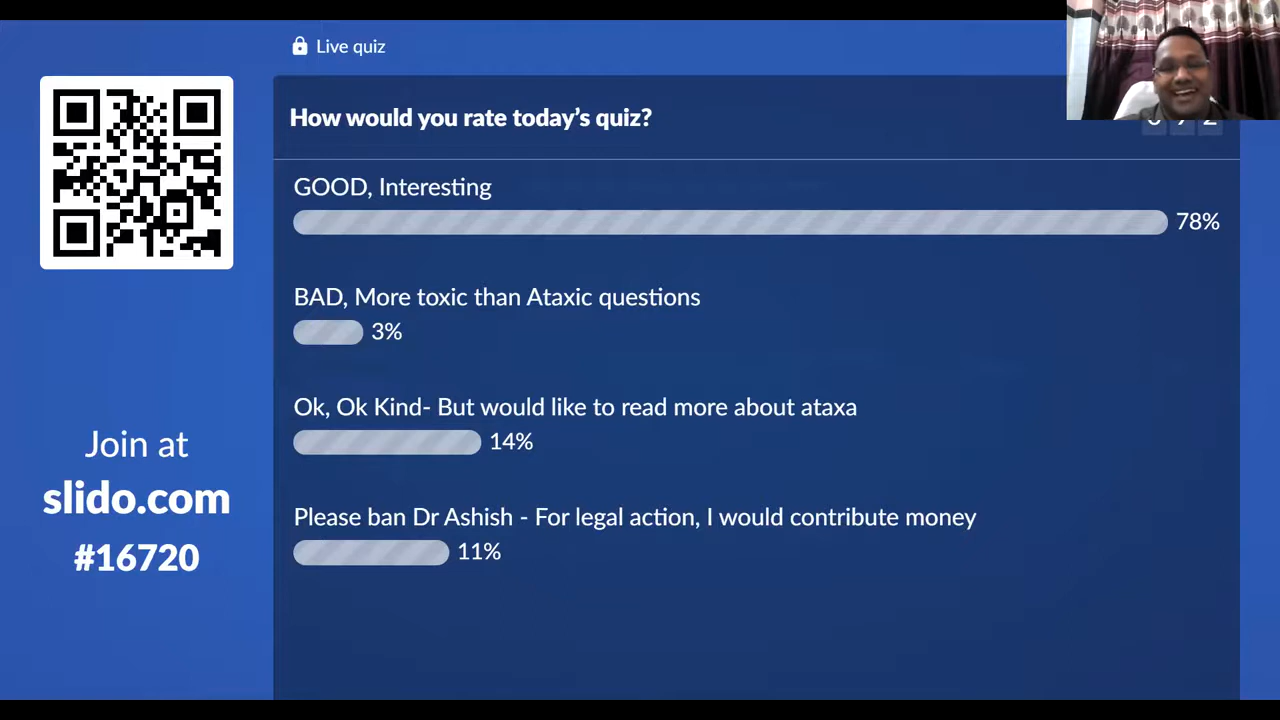 Live quiz
How would you rate today's quiz?
GOOD, Interesting
78%
BAD, More toxic than Ataxic questions
3%
Ok, Ok Kind- But would like to read more about ataxa
14%
Please ban Dr Ashish - For legal action, I would contribute money
11%
Join at
slido.com
#16720